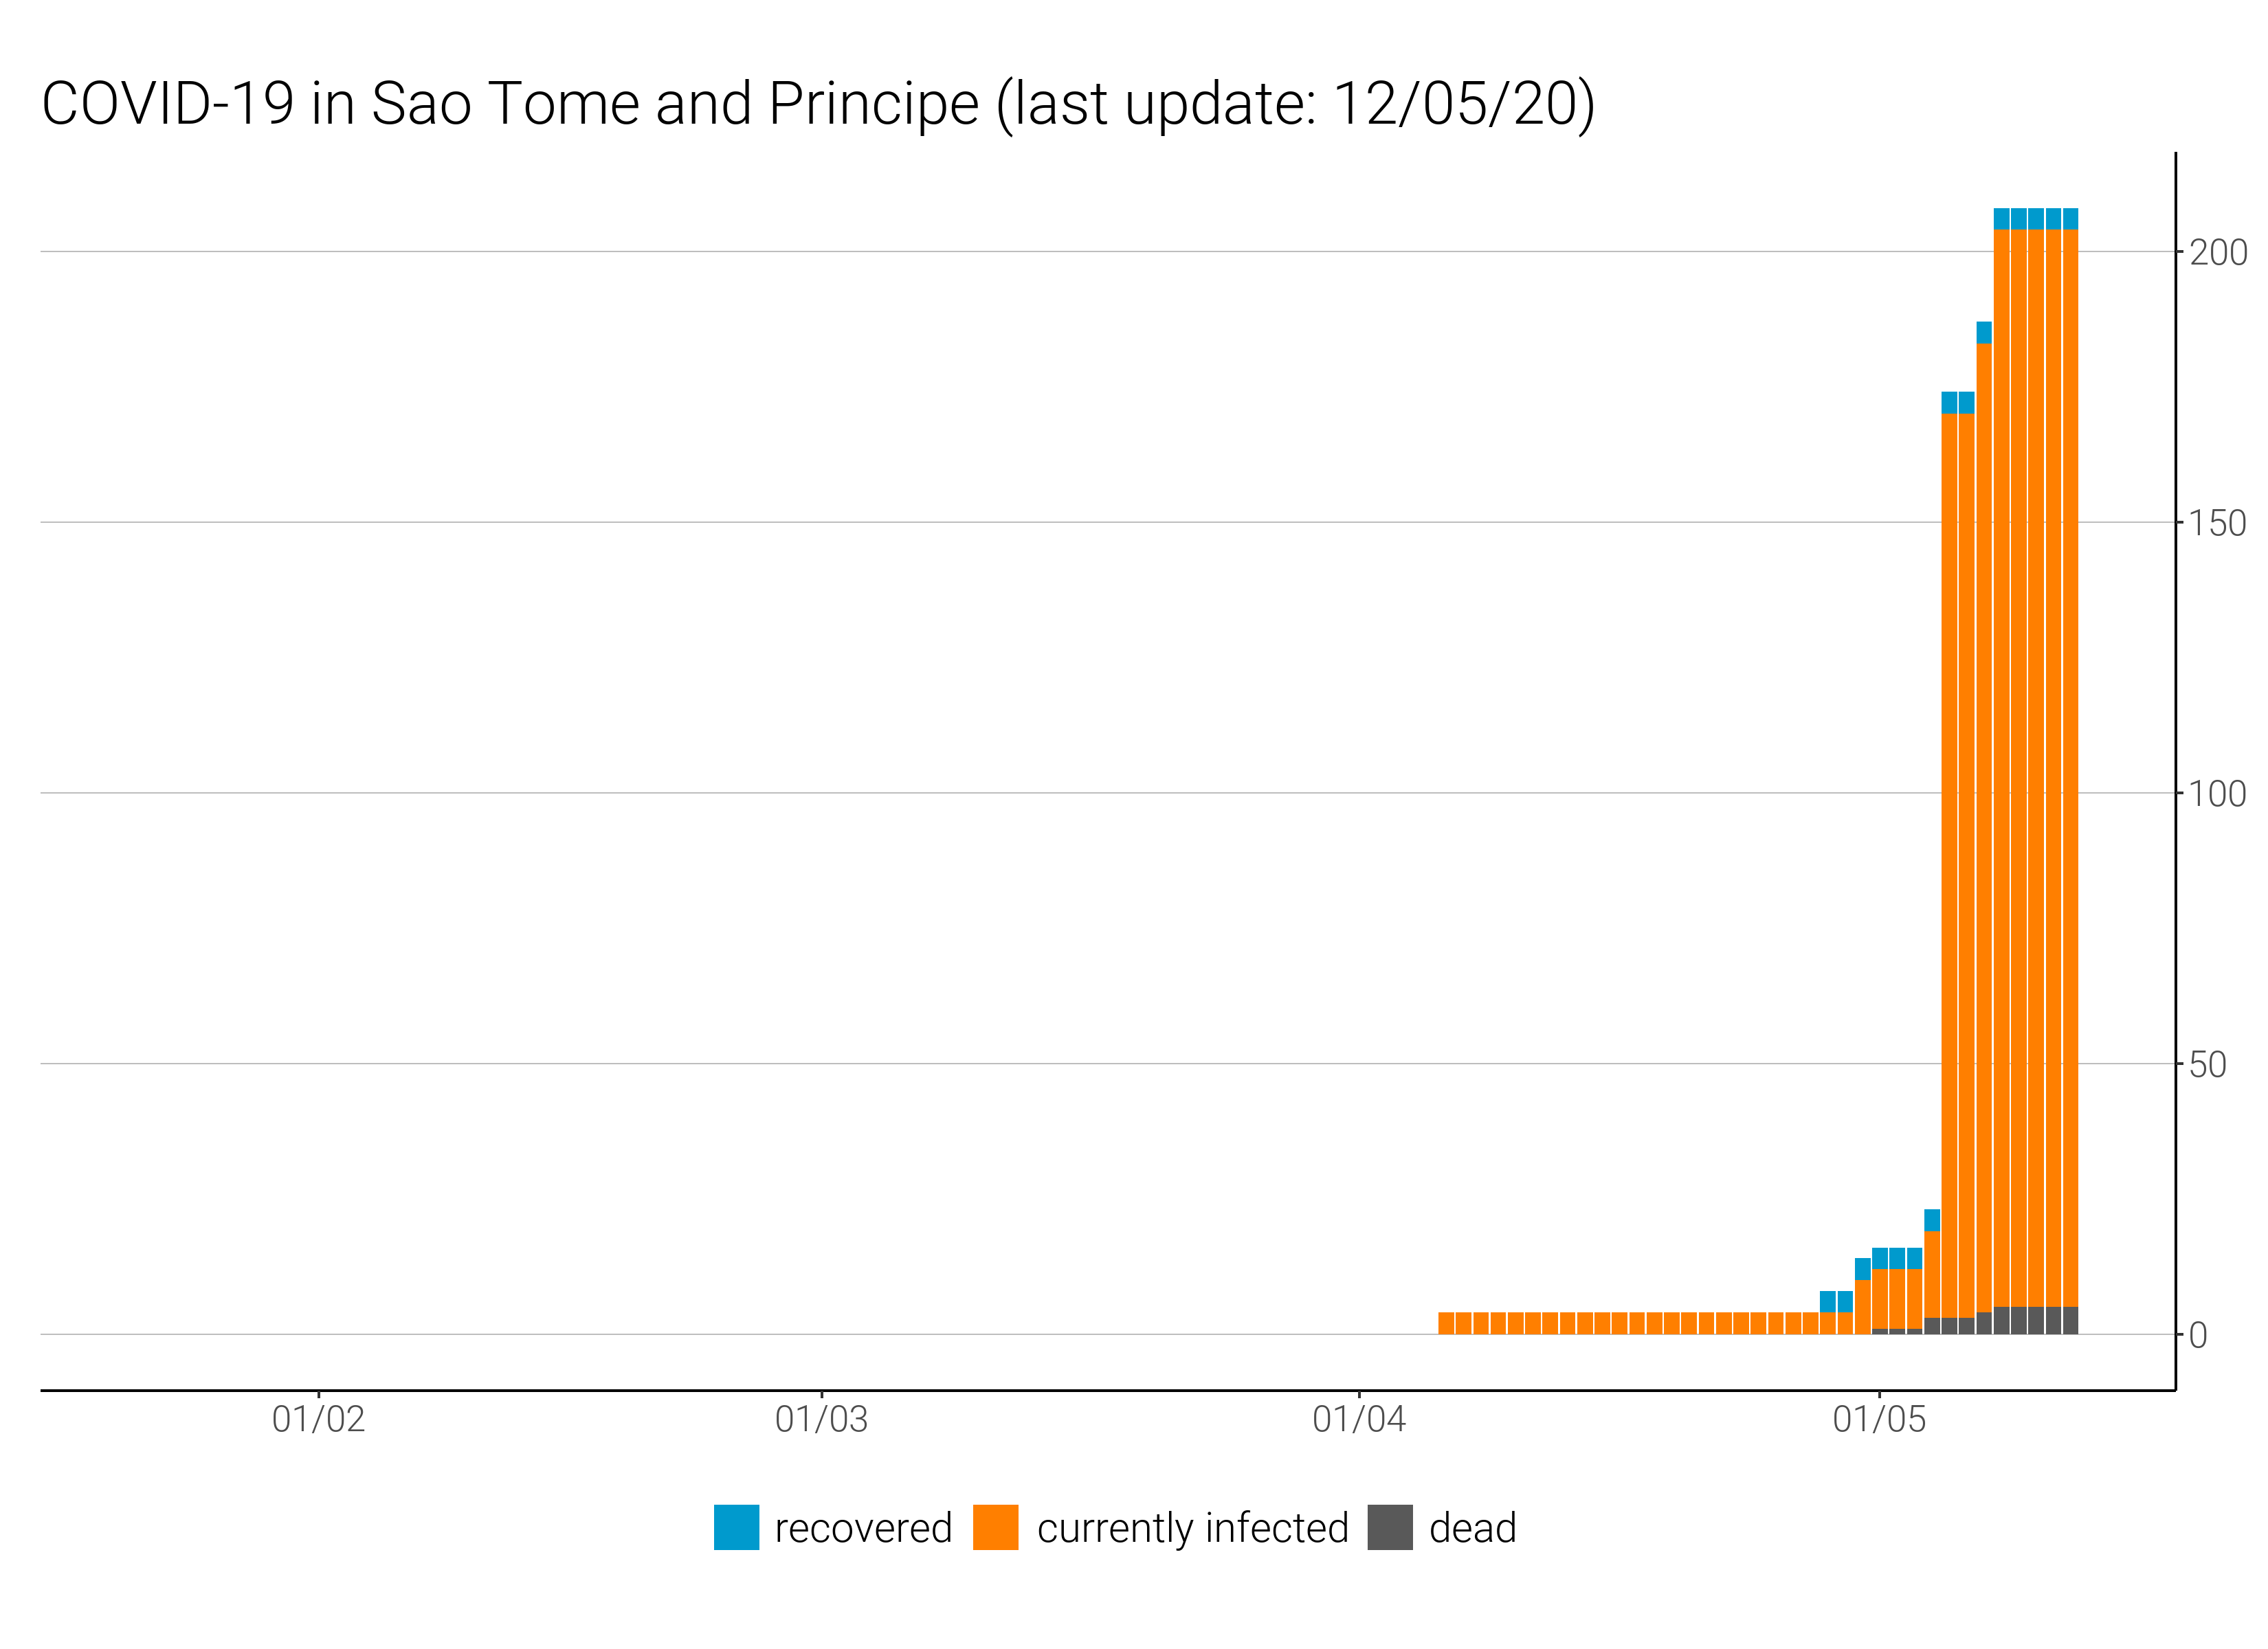 COVID-19 in Sao Tome and Principe (last update: 12/05/20)
200
150
100
50
0
01/02 01/03 01/04 01/05
recovered currently infected dead